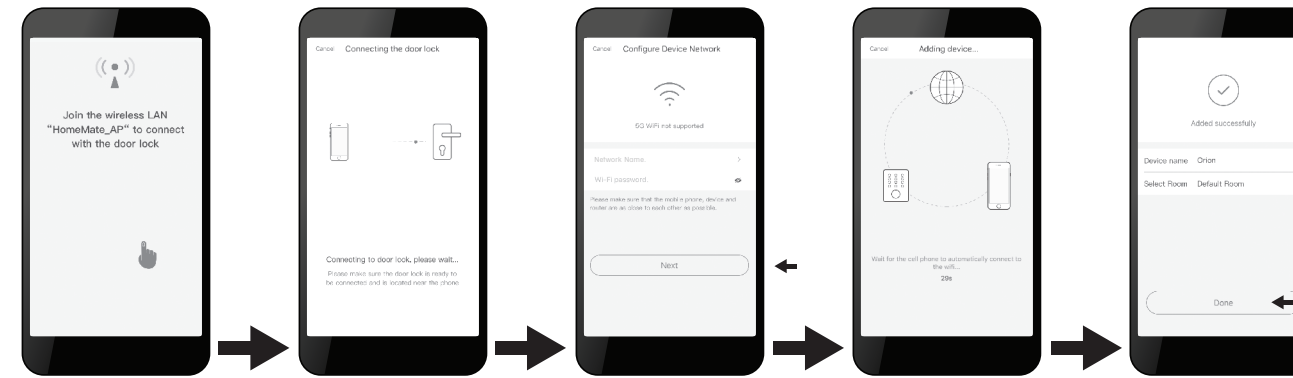 Join the wireless LAN
“HomeMate_AP“ to connect
with the door lock
Cancel Connecting the door lock
Connecting to door lock, please wait...
Please make sure the door lock is ready to
be connected and is located near the phone
Cancel Configure Device Network
5G WiFi not supported
Network Name.
Wi-Fi password.
Please make sure that the mobile phone, device and
router are as close to each other as possible.
Next
Cancel Adding device...
Wait for the cell phone to automatically connect to
the wifi...
29s
Added successfully
Device name Orion
Select Room Default Room
Done